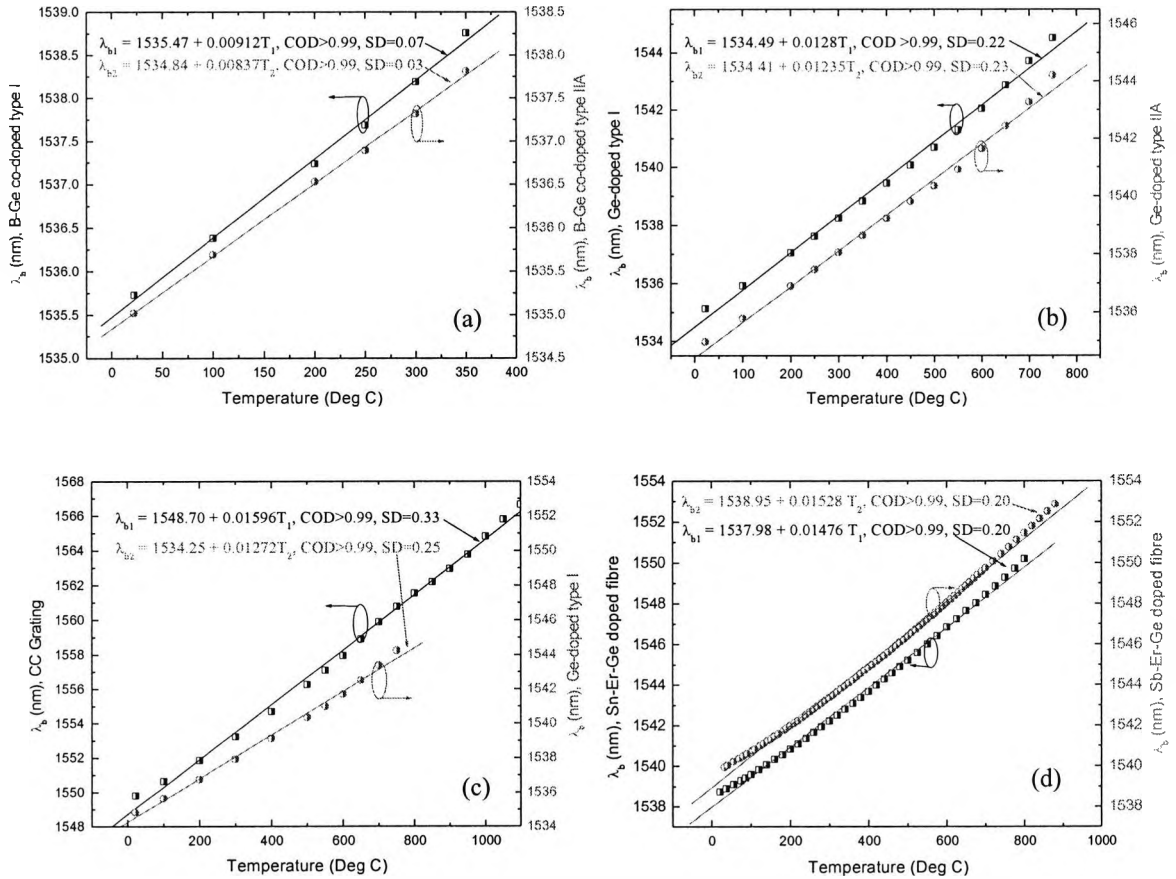 1539.0
1538.5
1538.0
1537.5
1537.0
1536.5
1536.0
1535.5
1535.0
λb (nm), B-Ge co-doped type I
λb1 = 1535.47 + 0.00912T1, COD>0.99, SD=0.07
λb2 = 1534.84 + 0.00837T2, COD>0.99, SD=0.03
(a)
1538.5
1538.0
1537.5
1537.0
1536.5
1536.0
1535.5
1535.0
1534.5
λb (nm), B-Ge co-doped type IIA
0 50 100 150 200 250 300 350 400
Temperature (Deg C)
1544
1542
1540
1538
1536
1534
λb (nm), Ge-doped type I
λb1 = 1534.49 + 0.0128T1, COD>0.99, SD=0.22
λb2 = 1534.41 + 0.01235T2, COD>0.99, SD=0.23
(b)
1546
1544
1542
1540
1538
1536
λb (nm), Ge-doped type IIA
0 100 200 300 400 500 600 700 800
Temperature (Deg C)
1568
1566
1564
1562
1560
1558
1556
1554
1552
1550
1548
λb (nm), CC Grating
λb1 = 1548.70 + 0.01596T1, COD>0.99, SD=0.33
λb2 = 1534.25 + 0.01272T2, COD>0.99, SD=0.25
(c)
1554
1552
1550
1548
1546
1544
1542
1540
1538
1536
1534
λb (nm), Ge-doped type I
0 200 400 600 800 1000
Temperature (Deg C)
1554
1552
1550
1548
1546
1544
1542
1540
1538
λb (nm), Sn-Er-Ge doped fibre
λb2 = 1538.95 + 0.01528 T2, COD>0.99, SD=0.20
λb1 = 1537.98 + 0.01476 T1, COD>0.99, SD=0.20
(d)
1554
1552
1550
1548
1546
1544
1542
1540
1538
λb (nm), Sb-Er-Ge doped fibre
0 200 400 600 800 1000
Temperature (Deg C)